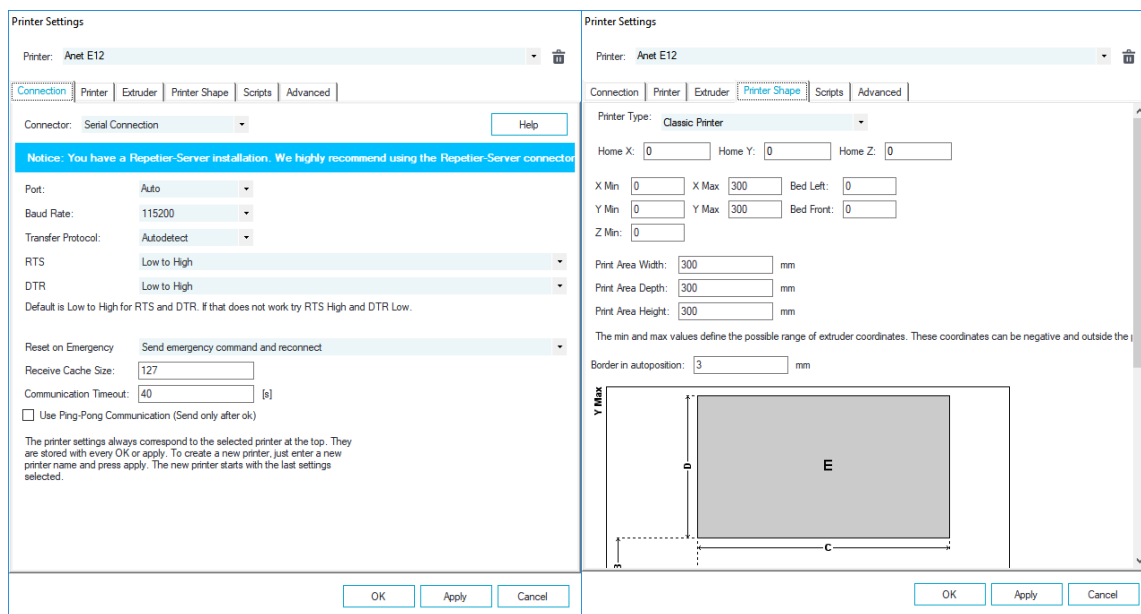 Printer Settings
Printer: Anet E12
Connection Printer Extruder Printer Shape Scripts Advanced
Connector: Serial Connection Help
Notice: You have a Repetier-Server installation. We highly recommend using the Repetier-Server connector
Port: Auto
Baud Rate: 115200
Transfer Protocol: Autodetect
RTS Low to High
DTR Low to High
Default is Low to High for RTS and DTR. If that does not work try RTS High and DTR Low.
Reset on Emergency Send emergency command and reconnect
Receive Cache Size: 127
Communication Timeout: 40 [s]
Use Ping-Pong Communication (Send only after ok)
The printer settings always correspond to the selected printer at the top. They
are stored with every OK or apply. To create a new printer, just enter a new
printer name and press apply. The new printer starts with the last settings
selected.
OK Apply Cancel
Printer Settings
Printer: Anet E12
Connection Printer Extruder Printer Shape Scripts Advanced
Printer Type: Classic Printer
Home X: 0 Home Y: 0 Home Z: 0
X Min 0 X Max 300 Bed Left: 0
Y Min 0 Y Max 300 Bed Front: 0
Z Min: 0
Print Area Width: 300 mm
Print Area Depth: 300 mm
Print Area Height: 300 mm
The min and max values define the possible range of extruder coordinates. These coordinates can be negative and outside the
Border in autoposition: 3 mm
Y Max
D
E
C
OK Apply Cancel